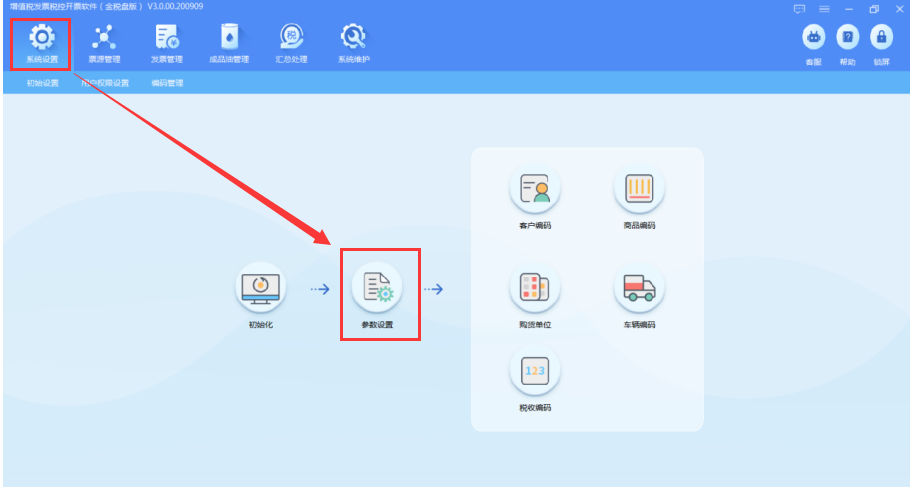 增值税发票税控开票软件（金税盘版）V3.0.00.200909
系统设置 票源管理 发票管理 成品油管理 汇总处理 系统维护 客服 帮助 锁屏
税
初始设置 用户权限设置 编码管理
客户编码 商品编码
初始化 参数设置 购货单位 车辆编码
123
税收编码